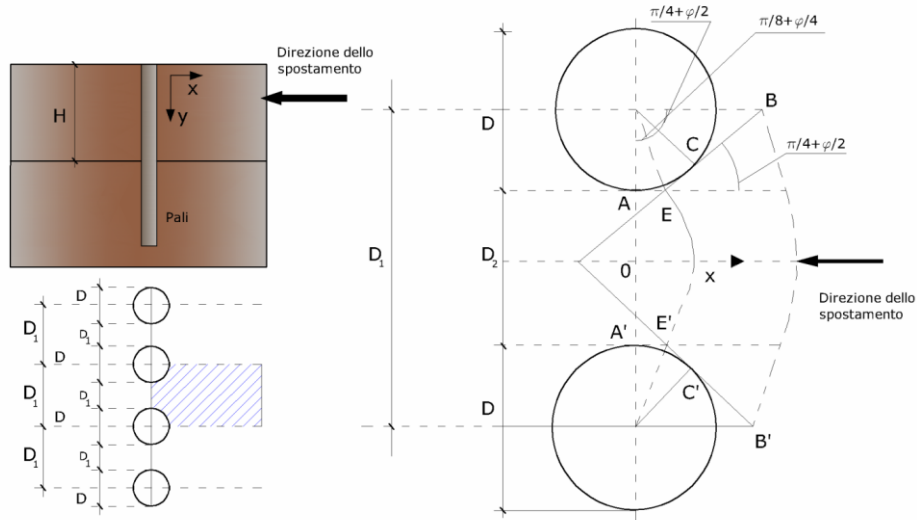 Direzione dello
spostamento
H
x
y
Pali
D
D1
D1
D
D1
D1
D
D1
D1
D
π/4+φ/2
π/8+φ/4
B
D
C
π/4+φ/2
A
E
D1
D2
0
x
Direzione dello
spostamento
E'
A'
C'
D
B'